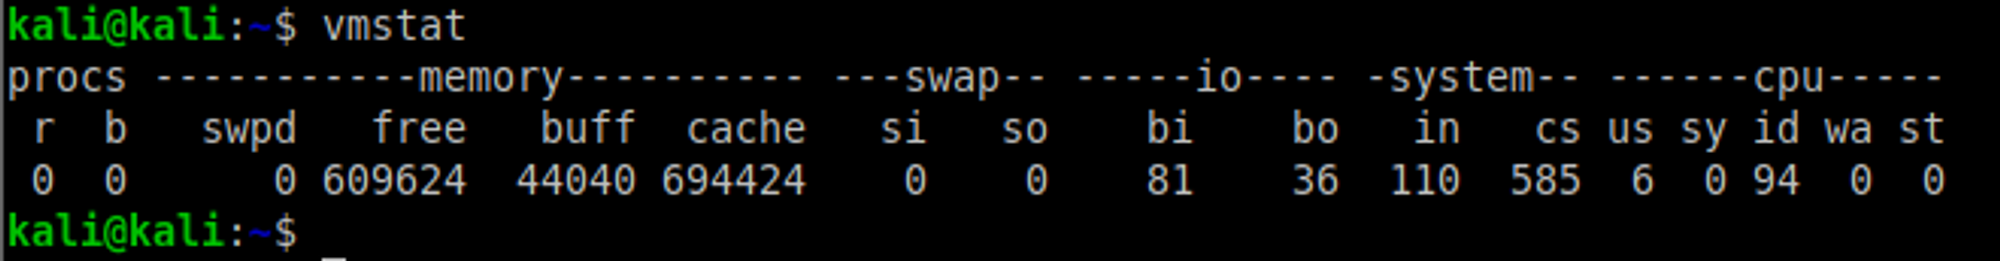 kali@kali:~$ vmstat
procs -----------memory---------- ---swap-- -----io---- -system-- ------cpu-----
 r  b   swpd   free   buff  cache   si   so    bi    bo   in   cs us sy id wa st
 0  0      0 609624  44040 694424    0    0    81    36  110  585  6  0 94  0  0
kali@kali:~$